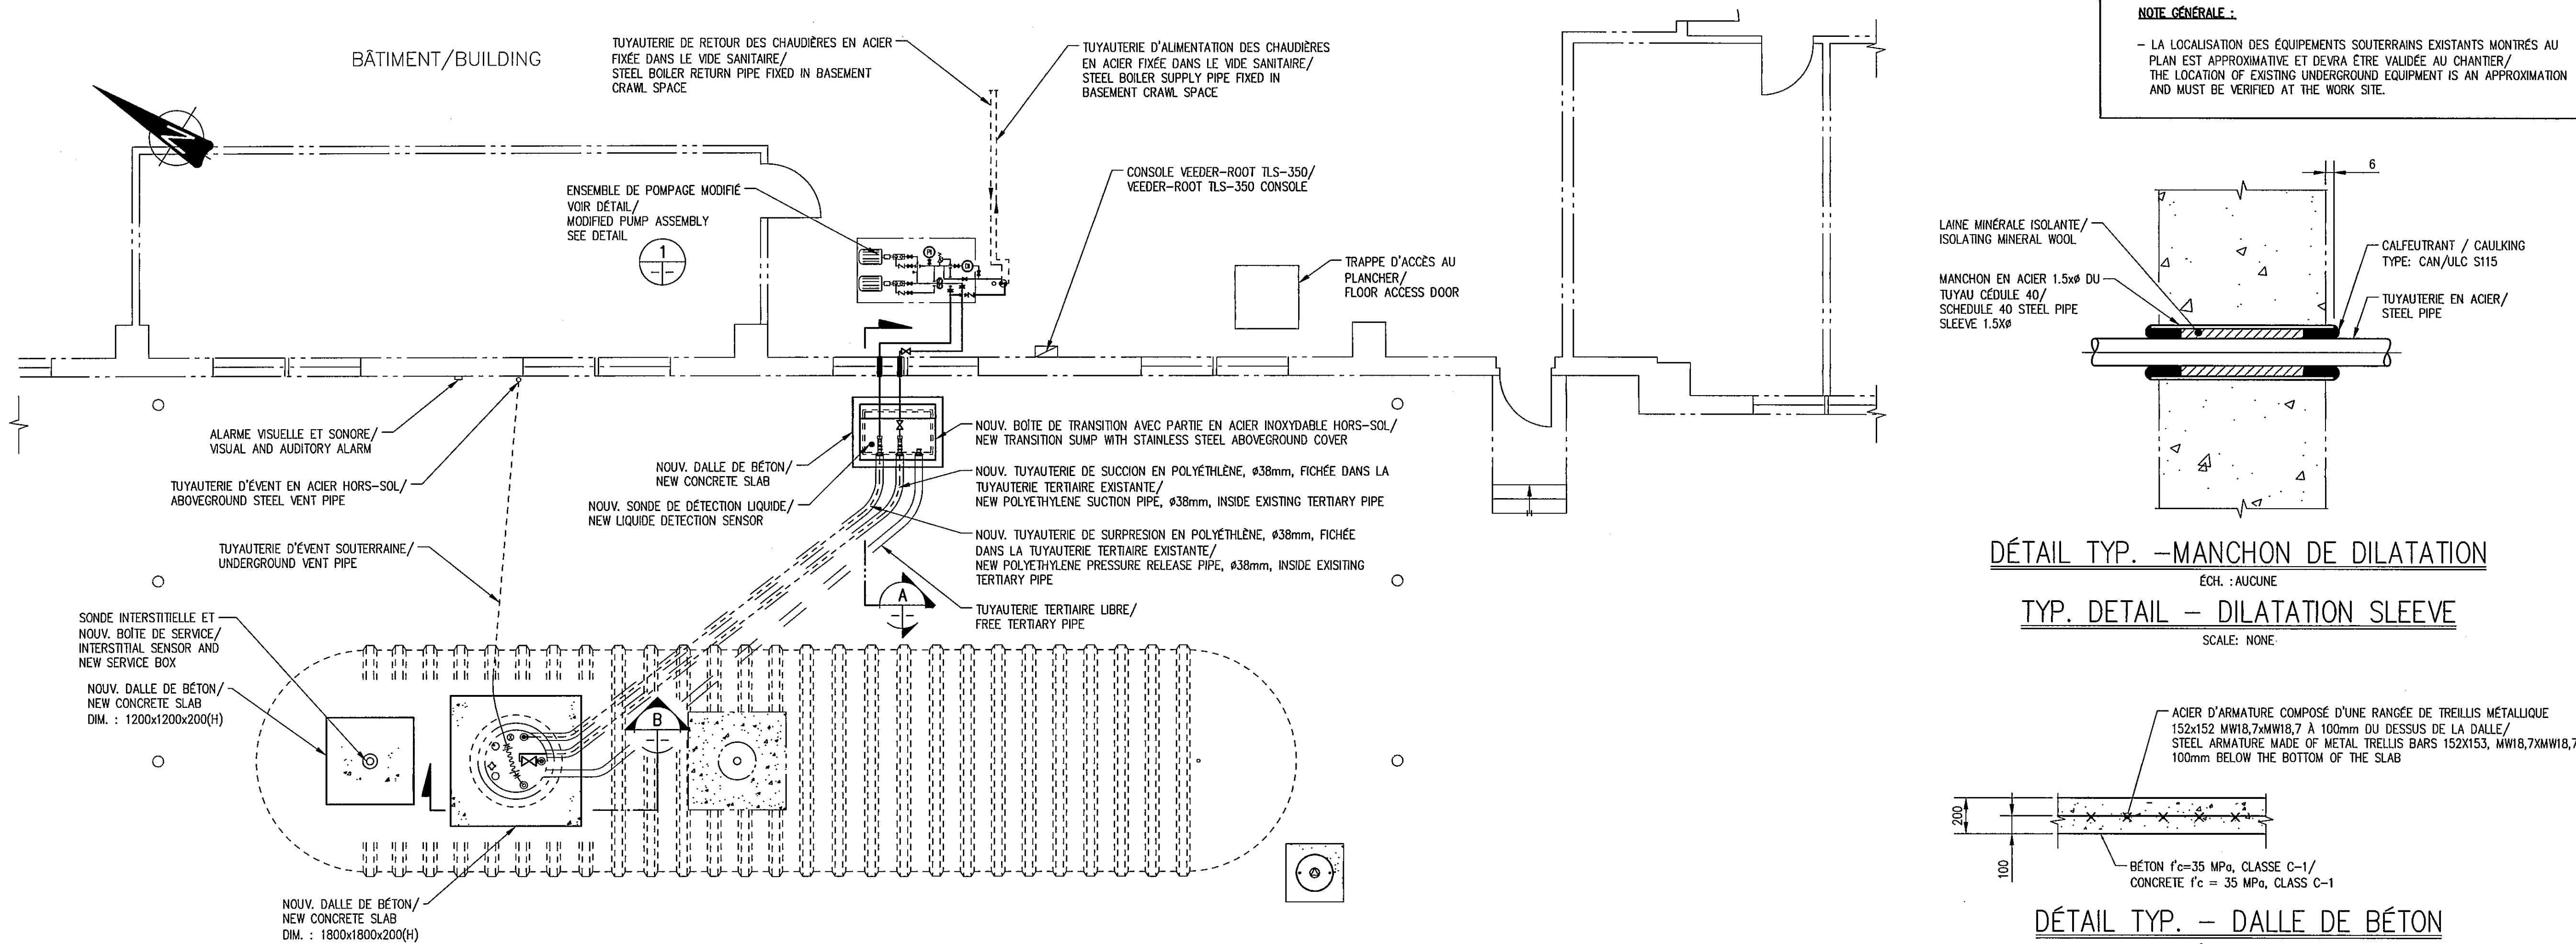 BÂTIMENT/BUILDING
TUYAUTERIE DE RETOUR DES CHAUDIÈRES EN ACIER
FIXÉE DANS LE VIDE SANITAIRE/
STEEL BOILER RETURN PIPE FIXED IN BASEMENT
CRAWL SPACE
TUYAUTERIE D'ALIMENTATION DES CHAUDIÈRES
EN ACIER FIXÉE DANS LE VIDE SANITAIRE/
STEEL BOILER SUPPLY PIPE FIXED IN
BASEMENT CRAWL SPACE
N
ENSEMBLE DE POMPAGE MODIFIÉ
VOIR DÉTAIL/
MODIFIED PUMP ASSEMBLY
SEE DETAIL
1
CONSOLE VEEDER-ROOT TLS-350/
VEEDER-ROOT TLS-350 CONSOLE
TRAPPE D'ACCÈS AU
PLANCHER/
FLOOR ACCESS DOOR
ALARME VISUELLE ET SONORE/
VISUAL AND AUDITORY ALARM
TUYAUTERIE D'ÉVENT EN ACIER HORS-SOL/
ABOVEGROUND STEEL VENT PIPE
NOUV. DALLE DE BÉTON/
NEW CONCRETE SLAB
NOUV. SONDE DE DÉTECTION LIQUIDE/
NEW LIQUIDE DETECTION SENSOR
NOUV. BOÎTE DE TRANSITION AVEC PARTIE EN ACIER INOXYDABLE HORS-SOL/
NEW TRANSITION SUMP WITH STAINLESS STEEL ABOVEGROUND COVER
NOUV. TUYAUTERIE DE SUCCION EN POLYÉTHLÈNE, ø38mm, FICHÉE DANS LA
TUYAUTERIE TERTIAIRE EXISTANTE/
NEW POLYETHYLENE SUCTION PIPE, ø38mm, INSIDE EXISTING TERTIARY PIPE
NOUV. TUYAUTERIE DE SURPRESION EN POLYÉTHLÈNE, ø38mm, FICHÉE
DANS LA TUYAUTERIE TERTIAIRE EXISTANTE/
NEW POLYETHYLENE PRESSURE RELEASE PIPE, ø38mm, INSIDE EXISITING
TERTIARY PIPE
TUYAUTERIE TERTIAIRE LIBRE/
FREE TERTIARY PIPE
A
TUYAUTERIE D'ÉVENT SOUTERRAINE/
UNDERGROUND VENT PIPE
SONDE INTERSTITIELLE ET
NOUV. BOÎTE DE SERVICE/
INTERSTITIAL SENSOR AND
NEW SERVICE BOX
NOUV. DALLE DE BÉTON/
NEW CONCRETE SLAB
DIM. : 1200x1200x200(H)
B
NOUV. DALLE DE BÉTON/
NEW CONCRETE SLAB
DIM. : 1800x1800x200(H)
NOTE GÉNÉRALE :
- LA LOCALISATION DES ÉQUIPEMENTS SOUTERRAINS EXISTANTS MONTRÉS AU
PLAN EST APPROXIMATIVE ET DEVRA ÊTRE VALIDÉE AU CHANTIER/
THE LOCATION OF EXISTING UNDERGROUND EQUIPMENT IS AN APPROXIMATION
AND MUST BE VERIFIED AT THE WORK SITE.
6
LAINE MINÉRALE ISOLANTE/
ISOLATING MINERAL WOOL
MANCHON EN ACIER 1.5xø DU
TUYAU CÉDULE 40/
SCHEDULE 40 STEEL PIPE
SLEEVE 1.5Xø
CALFEUTRANT / CAULKING
TYPE: CAN/ULC S115
TUYAUTERIE EN ACIER/
STEEL PIPE
DÉTAIL TYP. -MANCHON DE DILATATION
ÉCH. : AUCUNE
TYP. DETAIL - DILATATION SLEEVE
SCALE: NONE
ACIER D'ARMATURE COMPOSÉ D'UNE RANGÉE DE TREILLIS MÉTALLIQUE
152x152 MW18,7xMW18,7 À 100mm DU DESSUS DE LA DALLE/
STEEL ARMATURE MADE OF METAL TRELLIS BARS 152X153, MW18,7XMW18,7
100mm BELOW THE BOTTOM OF THE SLAB
200
100
BÉTON f'c=35 MPa, CLASSE C-1/
CONCRETE f'c = 35 MPa, CLASS C-1
DÉTAIL TYP. - DALLE DE BÉTON